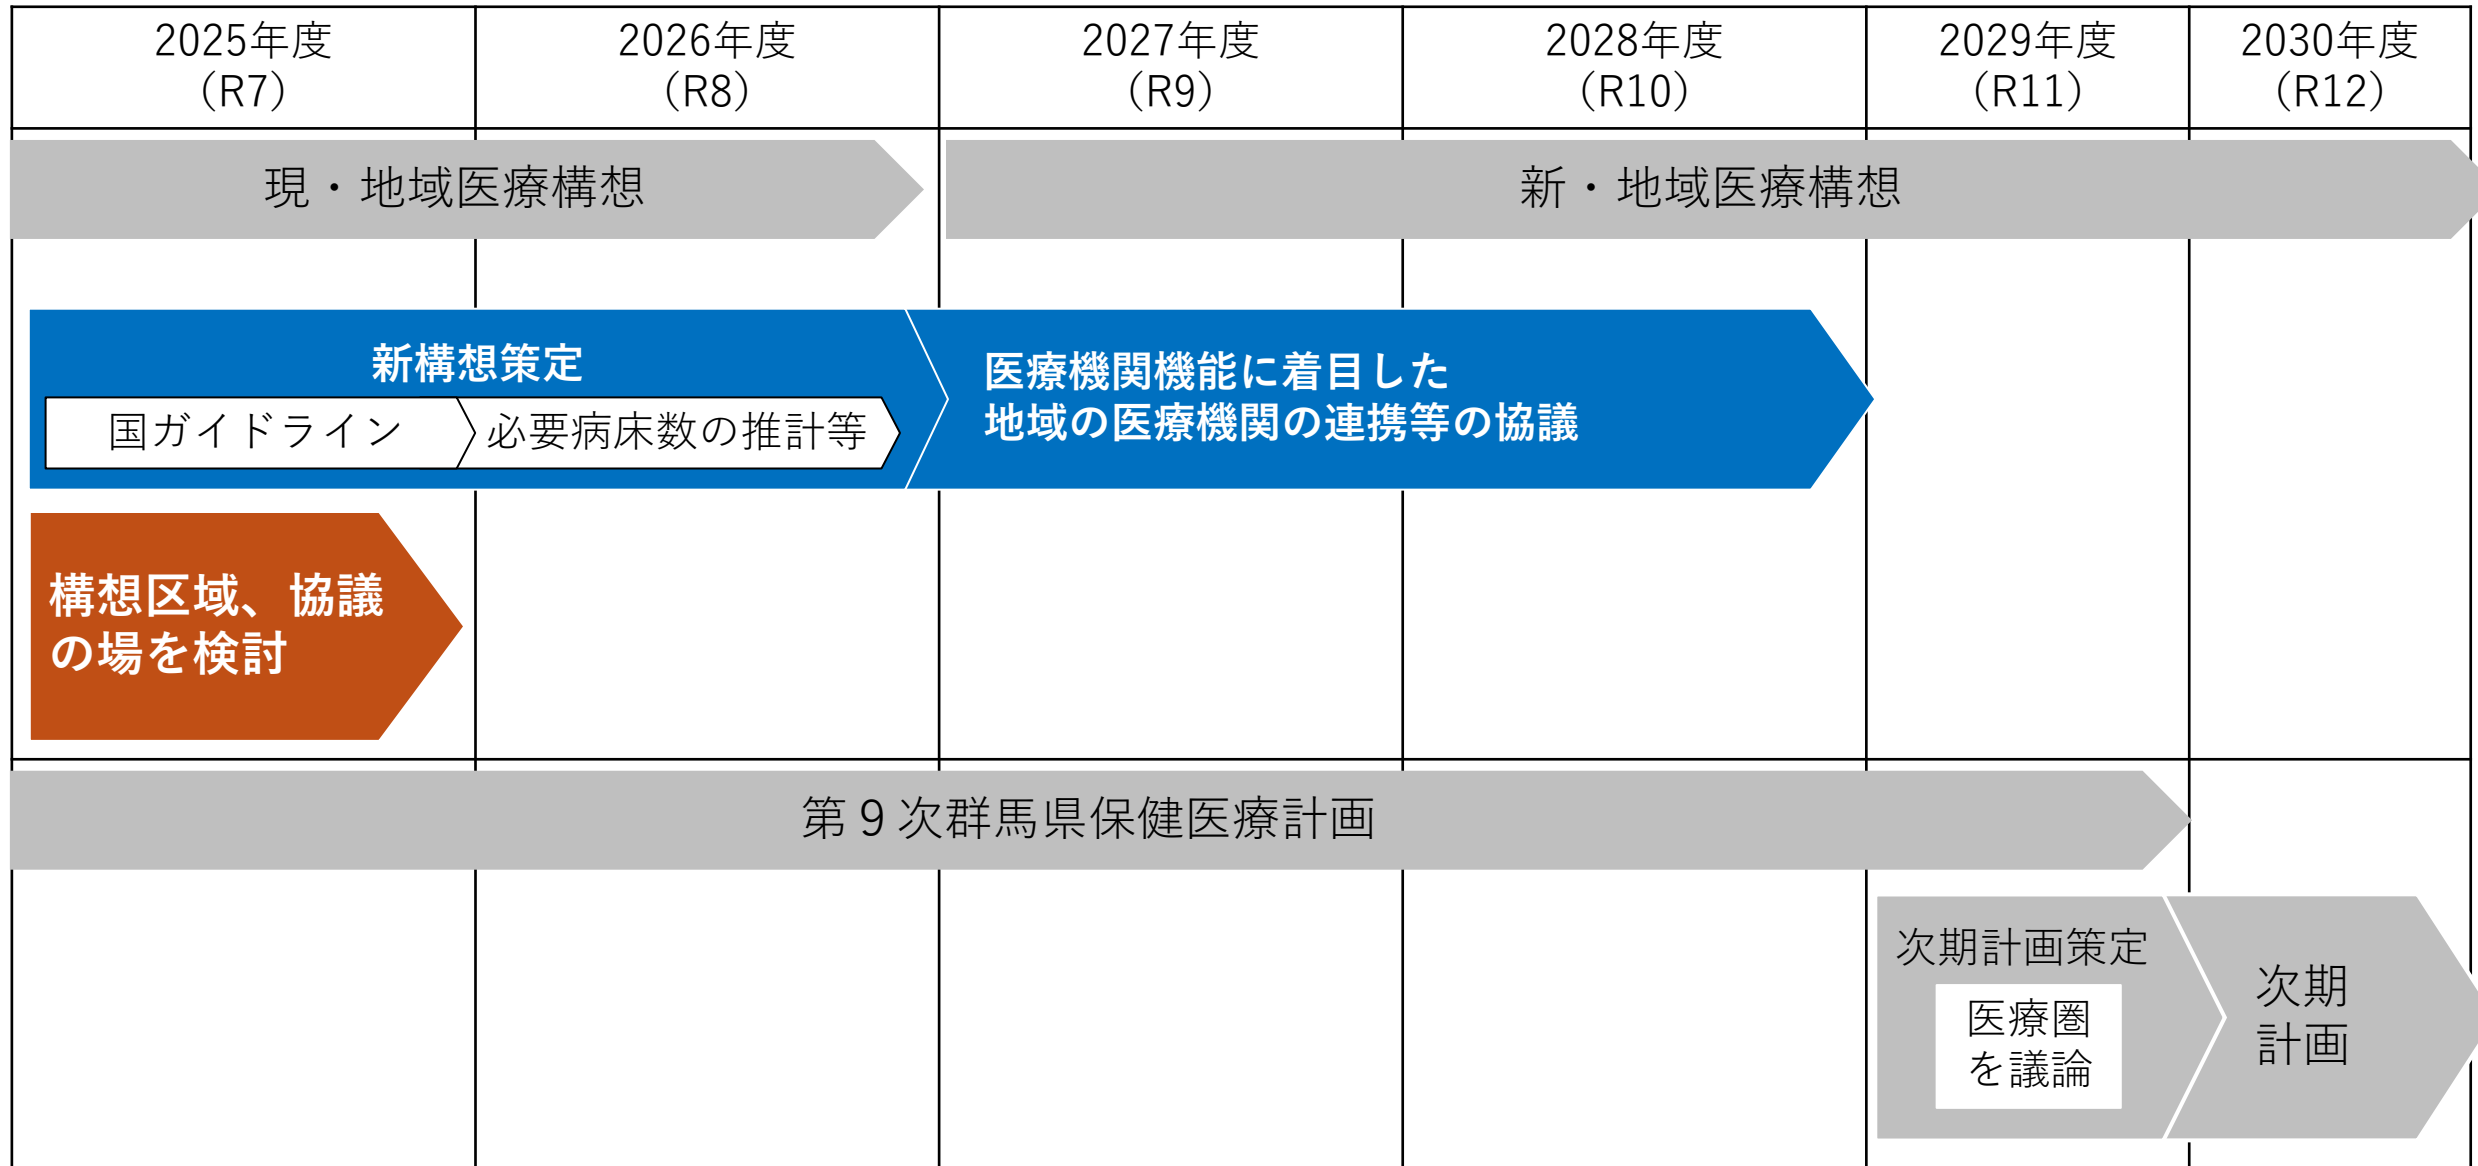 2025年度
（R7）
2026年度
（R8）
2027年度
（R9）
2028年度
（R10）
2029年度
（R11）
2030年度
（R12）
現・地域医療構想
新・地域医療構想
新構想策定
国ガイドライン
必要病床数の推計等
医療機関機能に着目した
地域の医療機関の連携等の協議
構想区域、協議
の場を検討
第９次群馬県保健医療計画
次期計画策定
医療圏
を議論
次期
計画